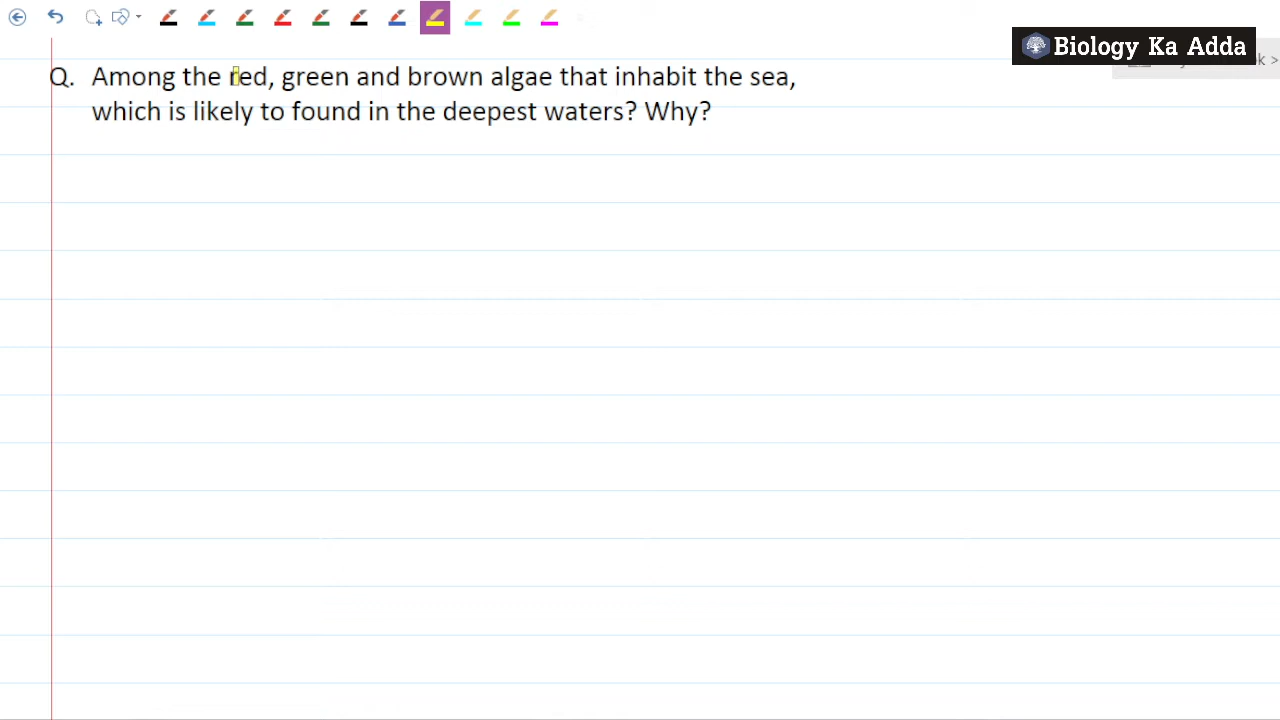 Biology Ka Adda
Q. Among the red, green and brown algae that inhabit the sea,
which is likely to found in the deepest waters? Why?